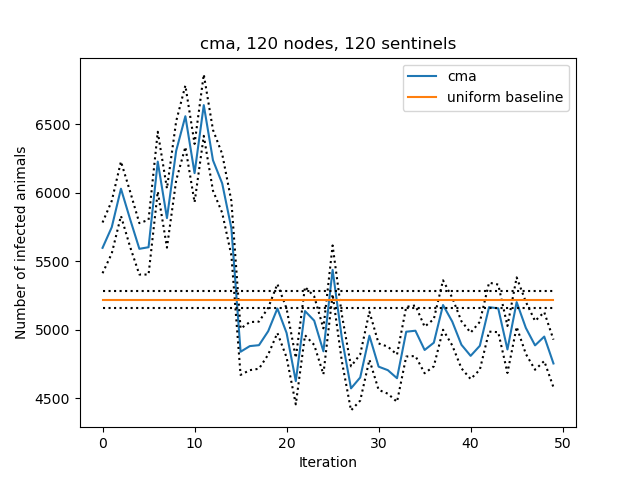 cma, 120 nodes, 120 sentinels
cma
uniform baseline
Number of infected animals
6500
6000
5500
5000
4500
0 10 20 30 40 50
Iteration